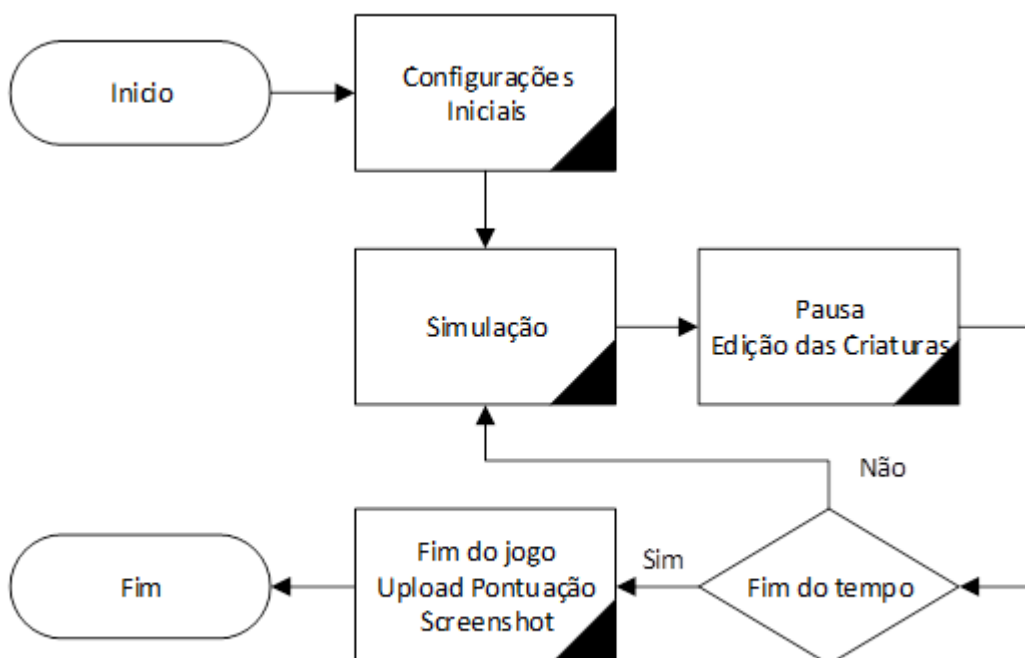 Inicio
Configurações
Iniciais
Simulação
Pausa
Edição das Criaturas
Não
Fim
Fim do jogo
Upload Pontuação
Screenshot
Sim
Fim do tempo